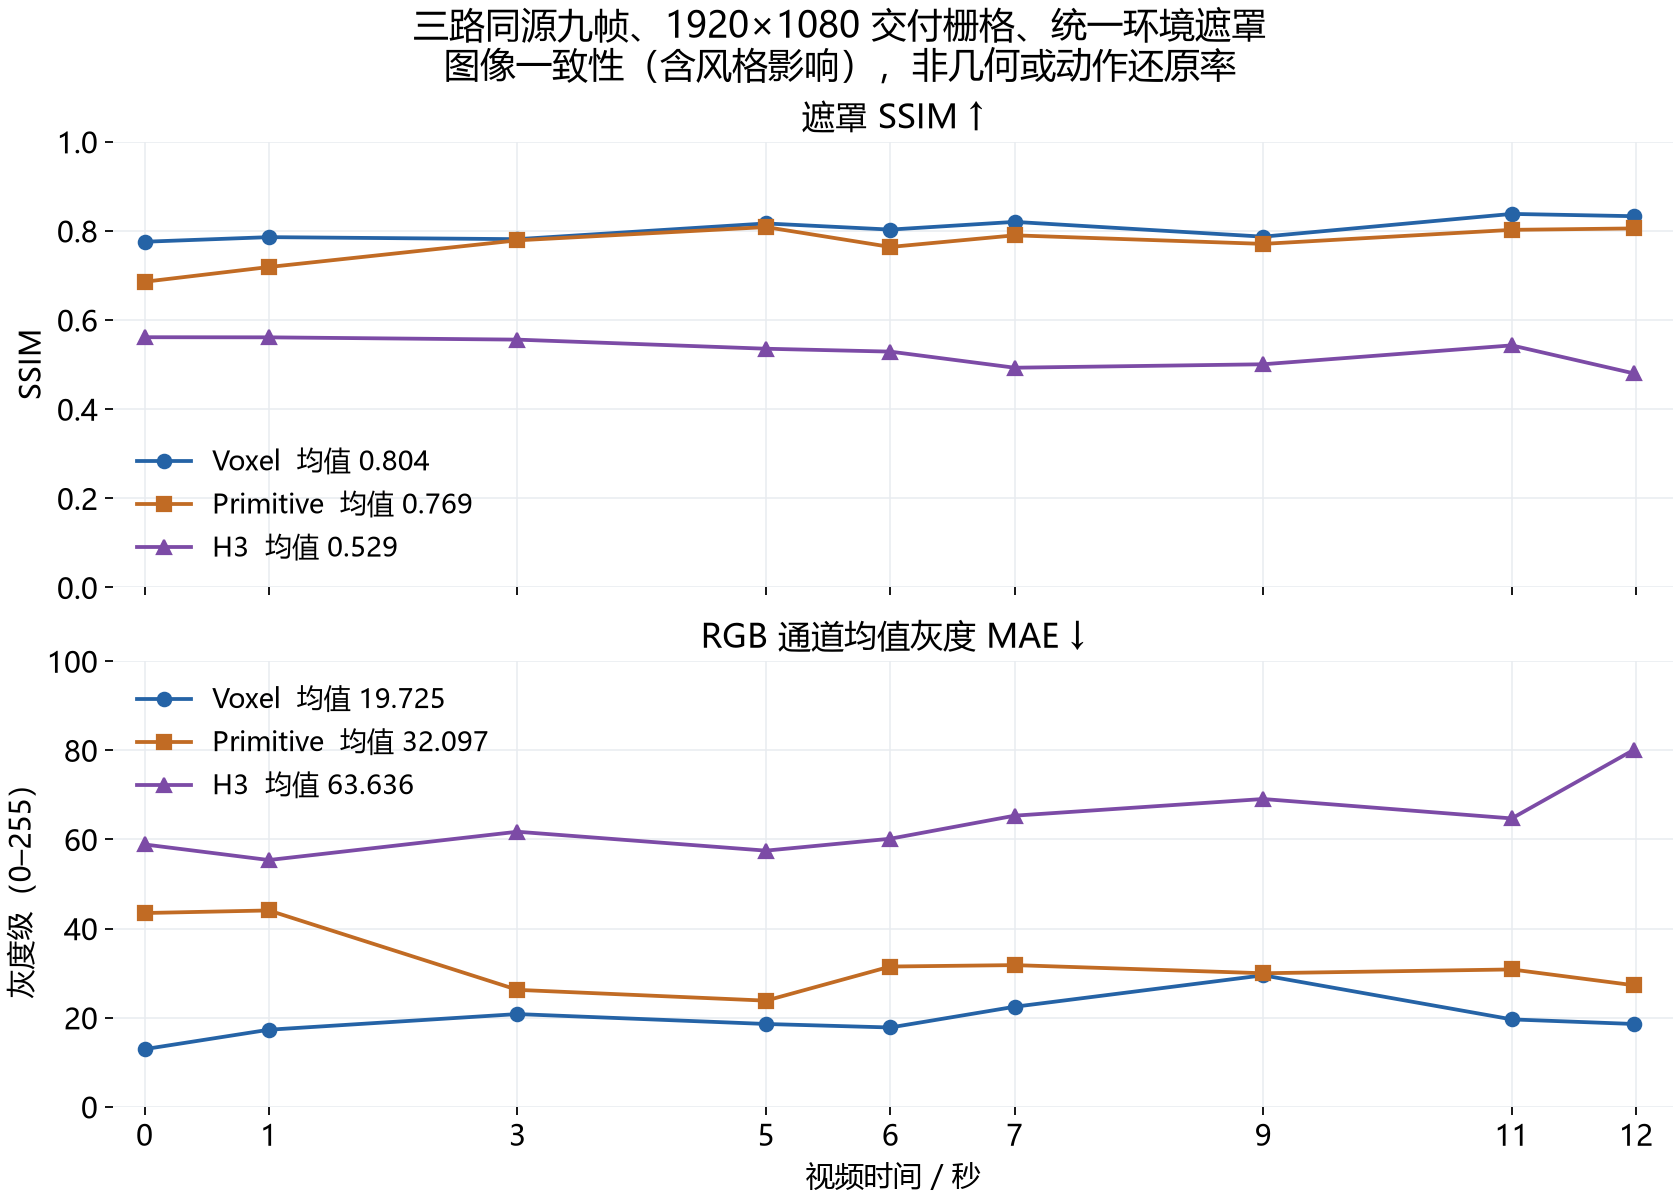 三路同源九帧、1920×1080 交付栅格、统一环境遮罩
图像一致性（含风格影响），非几何或动作还原率
遮罩 SSIM ↑
SSIM
1.0
0.8
0.6
0.4
0.2
0.0
Voxel 均值 0.804
Primitive 均值 0.769
H3 均值 0.529
RGB 通道均值灰度 MAE ↓
灰度级（0–255）
100
80
60
40
20
0
Voxel 均值 19.725
Primitive 均值 32.097
H3 均值 63.636
0 1 3 5 6 7 9 11 12
视频时间 / 秒